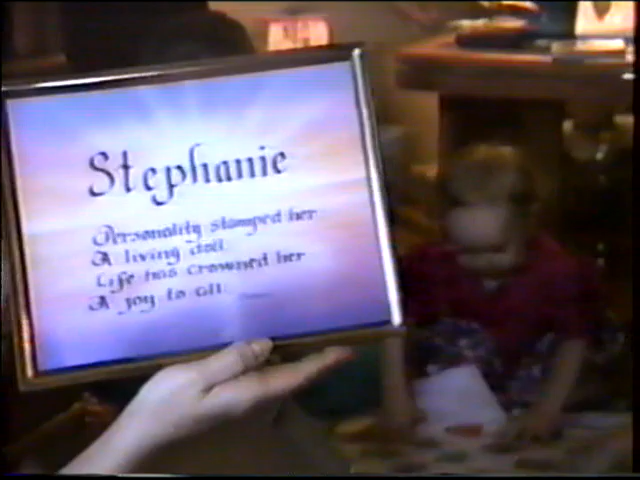 Stephanie
Personality stamped her
A living doll
Life has crowned her
A joy to all